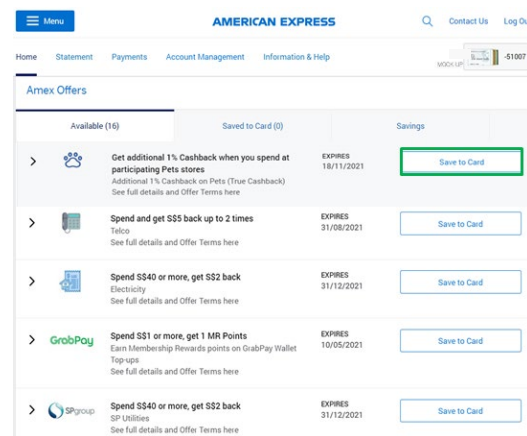 Menu
AMERICAN EXPRESS
Contact Us
Log Ou
Home
Statement
Payments
Account Management
Information & Help
MOCK UP
-51007
Amex Offers
Available (16)
Saved to Card (0)
Savings
Get additional 1% Cashback when you spend at
participating Pets stores
Additional 1% Cashback on Pets (True Cashback)
See full details and Offer Terms here
EXPIRES
18/11/2021
Save to Card
Spend and get S$5 back up to 2 times
Telco
See full details and Offer Terms here
EXPIRES
31/08/2021
Save to Card
Spend S$40 or more, get S$2 back
Electricity
See full details and Offer Terms here
EXPIRES
31/12/2021
Save to Card
GrabPay
Spend S$1 or more, get 1 MR Points
Earn Membership Rewards points on GrabPay Wallet
Top-ups
See full details and Offer Terms here
EXPIRES
10/05/2021
Save to Card
SPgroup
Spend S$40 or more, get S$2 back
SP Utilities
See full details and Offer Terms here
EXPIRES
31/12/2021
Save to Card